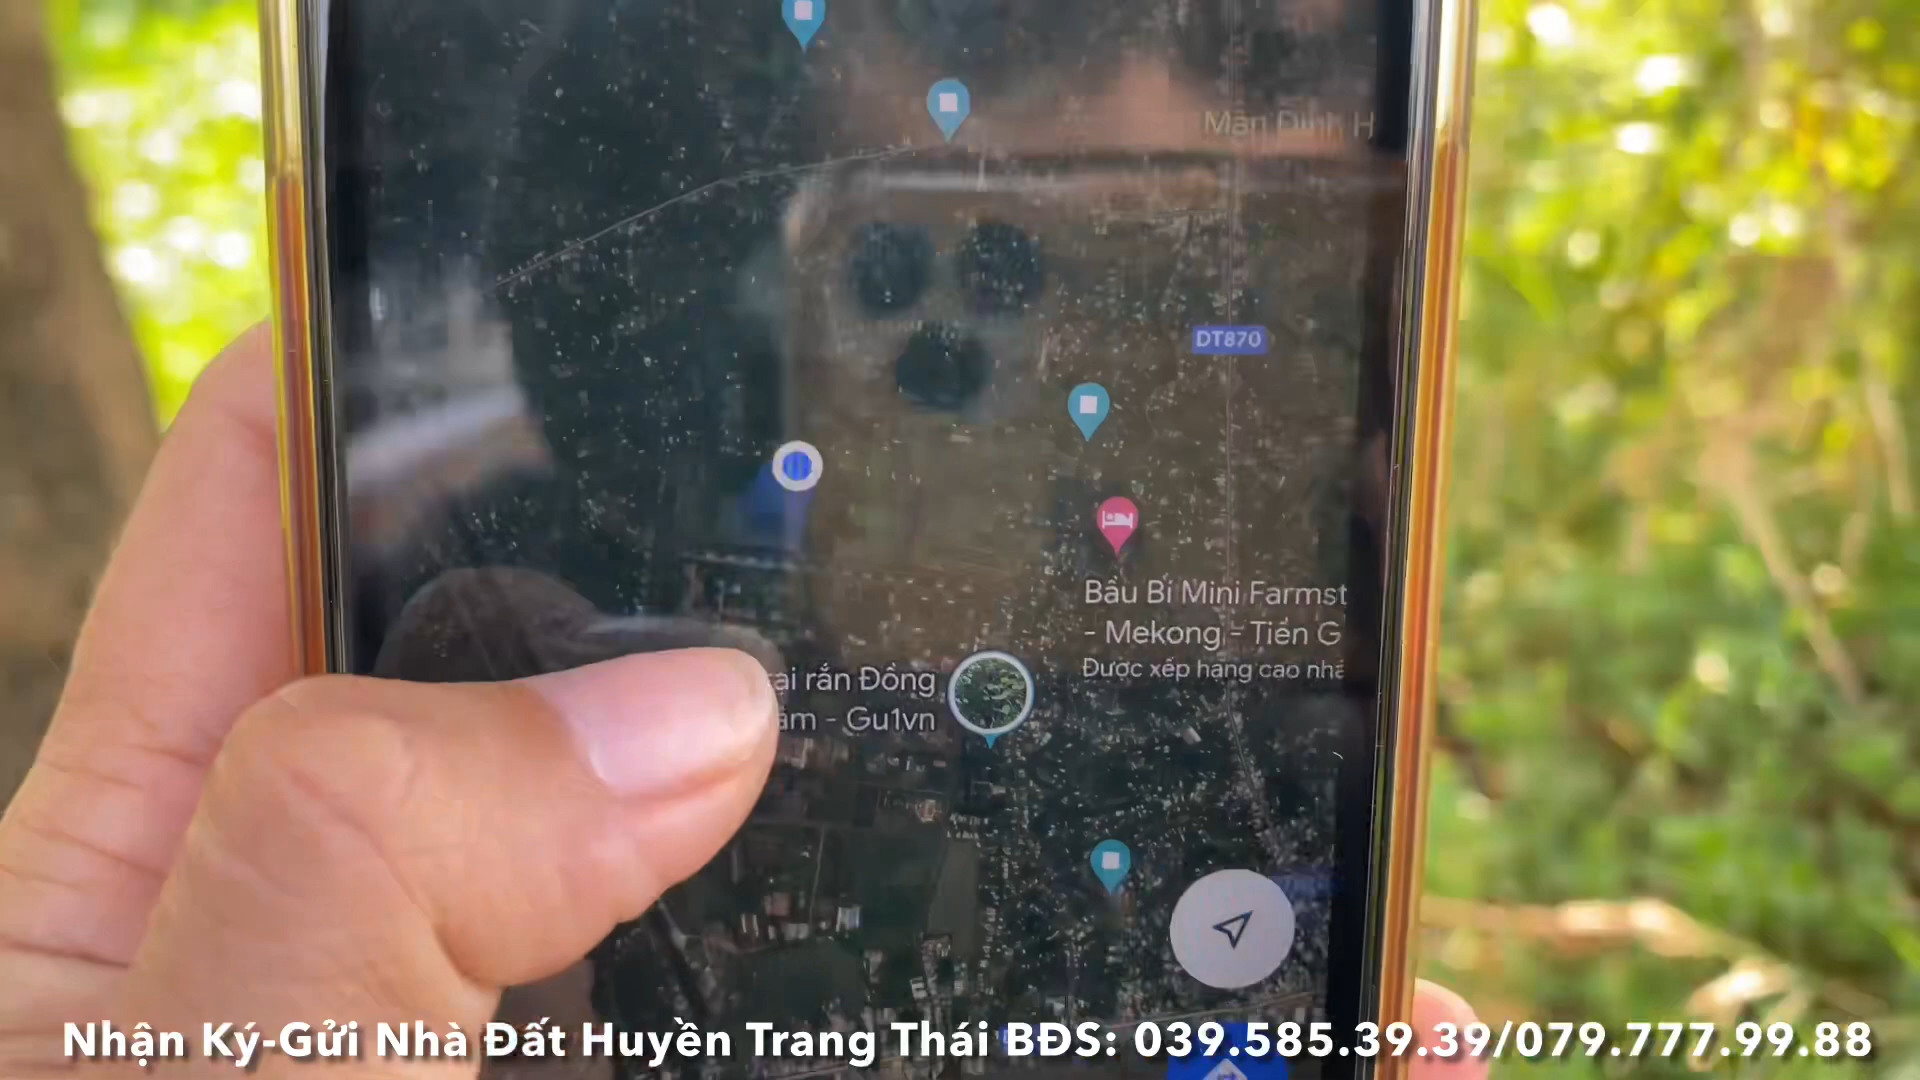 Mãn Đình H
DT870
Bầu Bí Mini Farmst
- Mekong - Tiền G
Được xếp hạng cao nhấ
rại rắn Đồng
âm - Gu1vn
Nhận Ký-Gửi Nhà Đất Huyền Trang Thái BĐS: 039.585.39.39/079.777.99.88